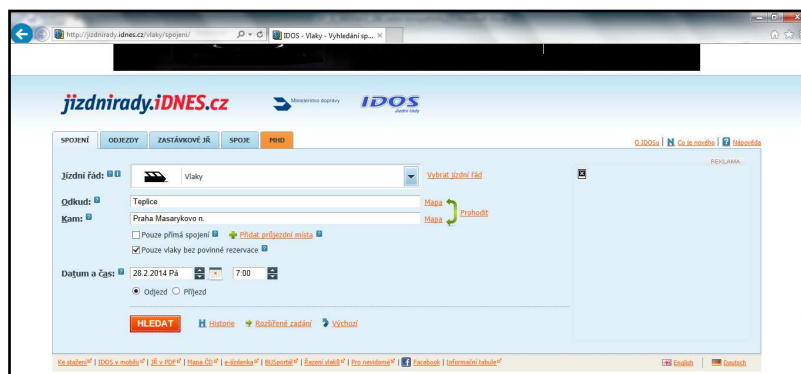 http://jizdnirady.idnes.cz/vlaky/spojeni/
IDOS - Vlaky - Vyhledání sp...
jizdnirady.iDNES.cz
Ministerstvo dopravy
IDOS
Jízdní řády
SPOJENÍ ODJEZDY ZASTÁVKOVÉ JŘ SPOJE MHD
O IDOSu | Co je nového | Nápověda
REKLAMA
Jízdní řád: Vlaky Vybrat jízdní řád
Odkud: Teplice Mapa
Prohodit
Kam: Praha Masarykovo n. Mapa
Pouze přímá spojení Přidat průjezdní místa
Pouze vlaky bez povinné rezervace
Datum a čas: 28.2.2014 Pá 7:00
Odjezd Příjezd
HLEDAT Historie Rozšířené zadání Výchozí
Ke stažení | IDOS v mobilu | JŘ v PDF | Mapa ČD | e-jízdenka | BUSportál | Řazení vlaků | Pro nevidomé | Facebook | Informační tabule English | Deutsch